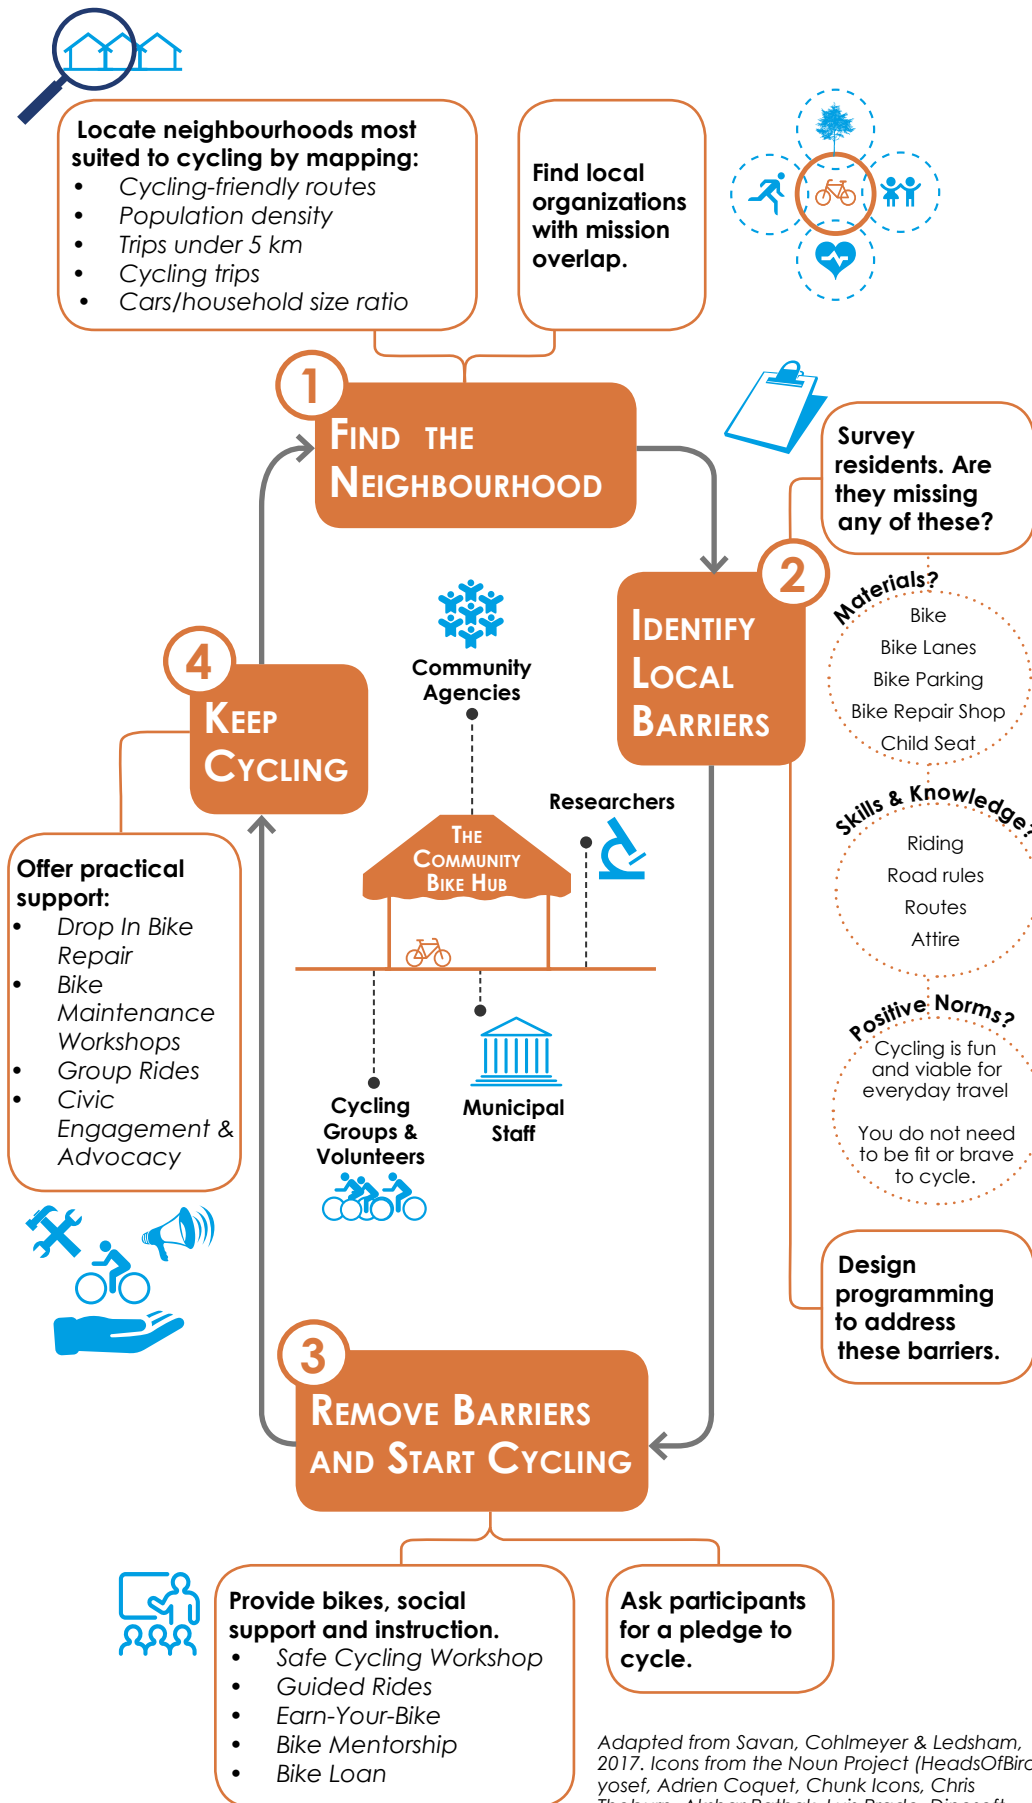 Locate neighbourhoods most
suited to cycling by mapping:
• Cycling-friendly routes
• Population density
• Trips under 5 km
• Cycling trips
• Cars/household size ratio
Find local
organizations
with mission
overlap.
1
FIND THE
NEIGHBOURHOOD
Survey
residents. Are
they missing
any of these?
2
IDENTIFY
LOCAL
BARRIERS
Materials?
Bike
Bike Lanes
Bike Parking
Bike Repair Shop
Child Seat
Skills & Knowledge?
Riding
Road rules
Routes
Attire
Positive Norms?
Cycling is fun
and viable for
everyday travel
You do not need
to be fit or brave
to cycle.
Design
programming
to address
these barriers.
Community
Agencies
Researchers
THE
COMMUNITY
BIKE HUB
Cycling
Groups &
Volunteers
Municipal
Staff
4
KEEP
CYCLING
Offer practical
support:
• Drop In Bike
Repair
• Bike
Maintenance
Workshops
• Group Rides
• Civic
Engagement &
Advocacy
3
REMOVE BARRIERS
AND START CYCLING
Provide bikes, social
support and instruction.
• Safe Cycling Workshop
• Guided Rides
• Earn-Your-Bike
• Bike Mentorship
• Bike Loan
Ask participants
for a pledge to
cycle.
Adapted from Savan, Cohlmeyer & Ledsham,
2017. Icons from the Noun Project (HeadsOfBird
yosef, Adrien Coquet, Chunk Icons, Chris